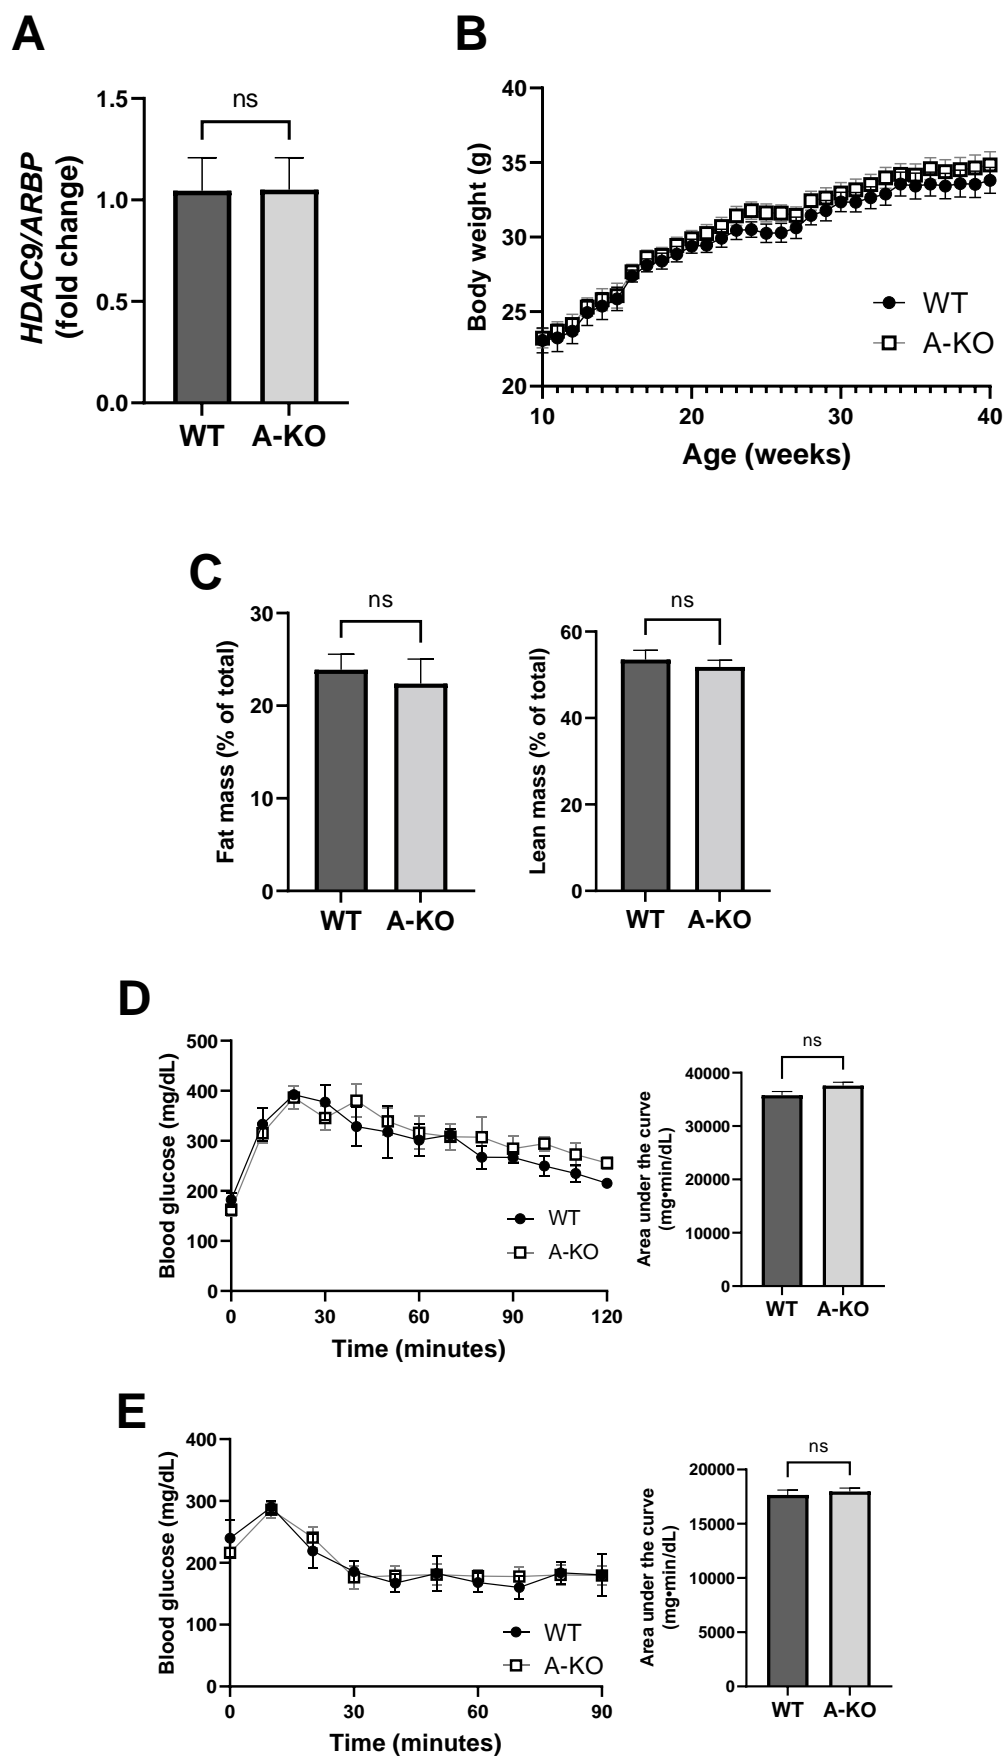 A
HDAC9/ARBP
(fold change)
1.5
1.0
0.5
0.0
ns
WT
A-KO
B
Body weight (g)
40
35
30
25
20
WT
A-KO
10
20
30
40
Age (weeks)
C
Fat mass (% of total)
30
20
10
0
ns
WT
A-KO
Lean mass (% of total)
60
40
20
0
ns
WT
A-KO
D
Blood glucose (mg/dL)
500
400
300
200
100
0
WT
A-KO
0
30
60
90
120
Time (minutes)
Area under the curve
(mg•min/dL)
40000
30000
20000
10000
0
ns
WT
A-KO
E
Blood glucose (mg/dL)
400
300
200
100
0
WT
A-KO
0
30
60
90
Time (minutes)
Area under the curve
(mg•min/dL)
20000
15000
10000
5000
0
ns
WT
A-KO